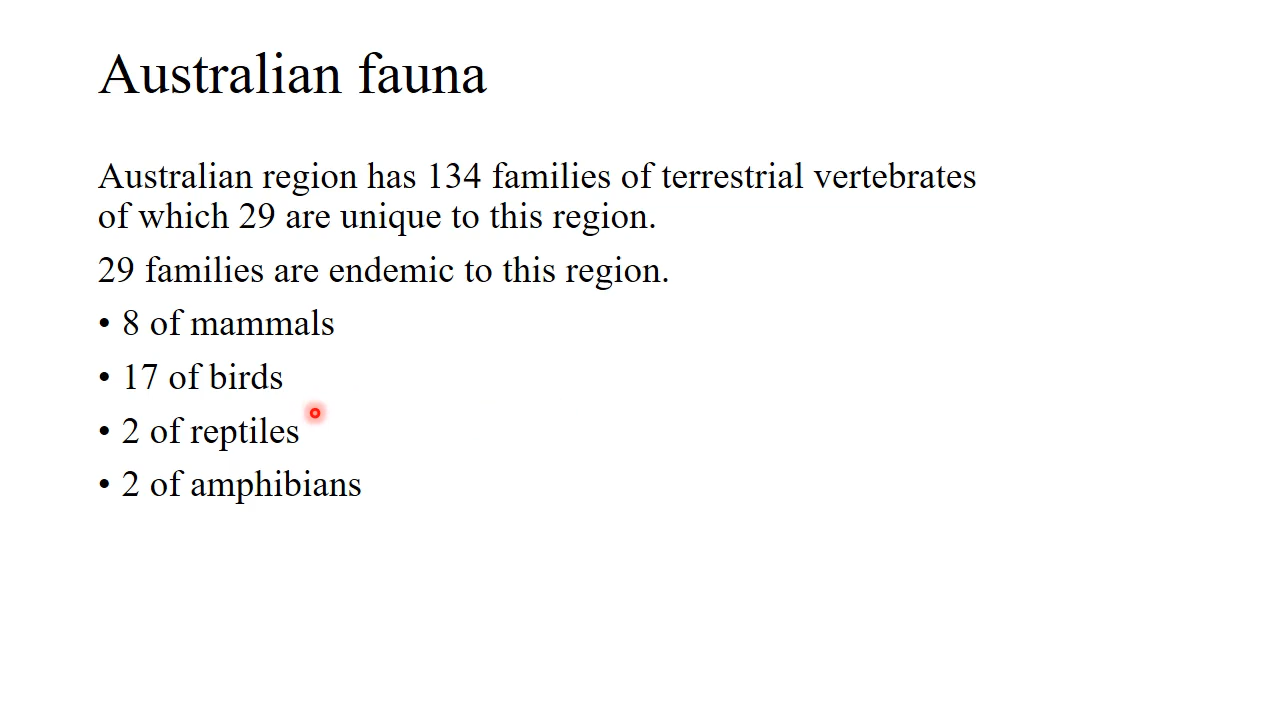 Australian fauna
Australian region has 134 families of terrestrial vertebrates
of which 29 are unique to this region.
29 families are endemic to this region.
• 8 of mammals
• 17 of birds
• 2 of reptiles
• 2 of amphibians